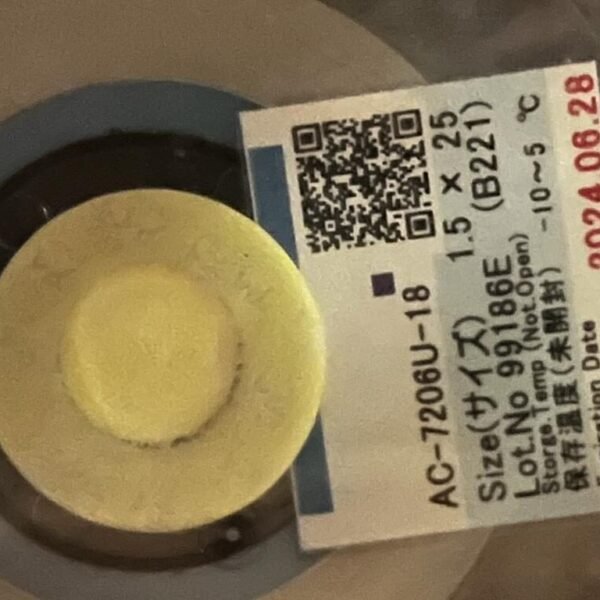 AC-7206U-18
Size(サイズ) 1.5 × 25
(B221)
Lot.No 99186E
Storge.Temp (Not.Open)
保存温度(未開封) -10~5 ℃
Date
2024.06.28